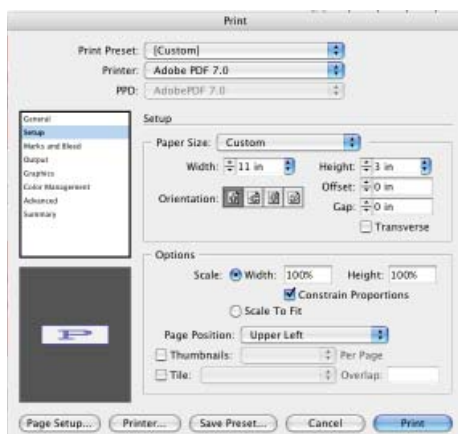 Print
Print Preset: [Custom]
Printer: Adobe PDF 7.0
PPD: AdobePDF 7.0
General
Setup
Marks and Bleed
Output
Graphics
Color Management
Advanced
Summary
Setup
Paper Size: Custom
Width: 11 in Height: 3 in
Orientation: Offset: 0 in
Gap: 0 in
Transverse
Options
Scale: Width: 100% Height: 100%
Constrain Proportions
Scale To Fit
Page Position: Upper Left
Thumbnails: Per Page
Tile: Overlap:
P
Page Setup... Printer... Save Preset... Cancel Print